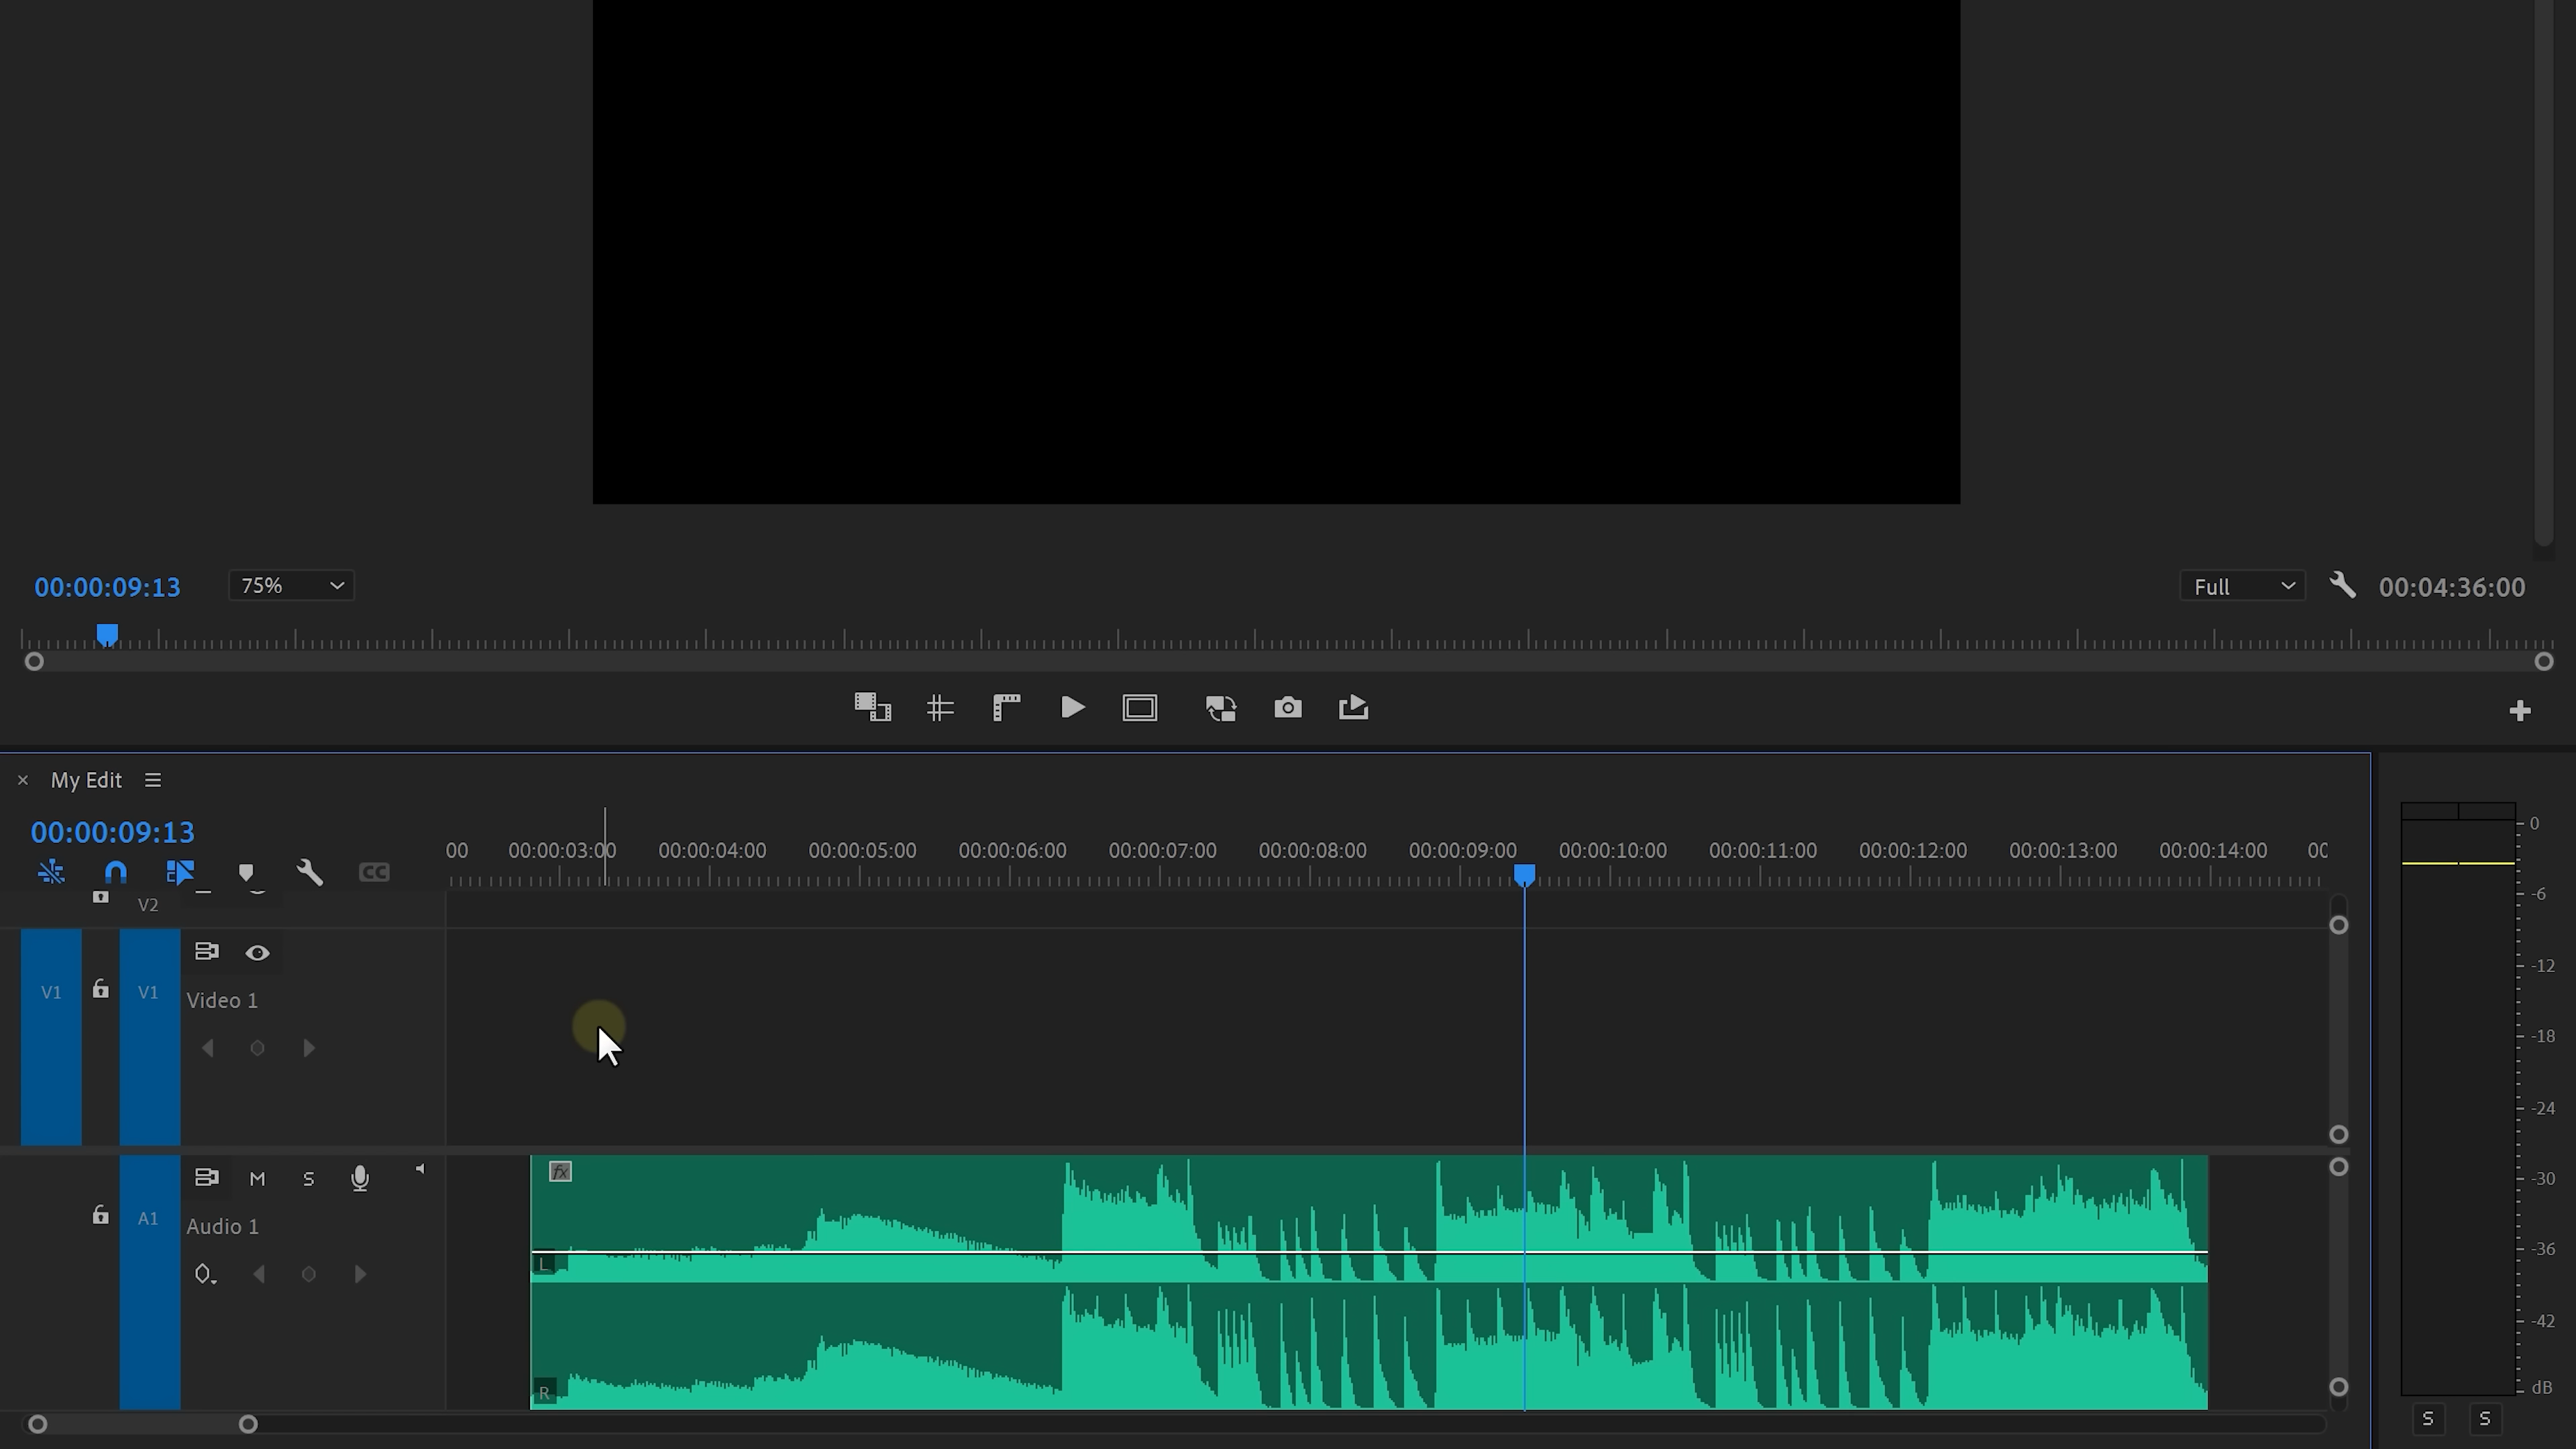 00:00:09:13 75% Full 00:04:36:00
My Edit
00:00:09:13
00 00:00:03:00 00:00:04:00 00:00:05:00 00:00:06:00 00:00:07:00 00:00:08:00 00:00:09:00 00:00:10:00 00:00:11:00 00:00:12:00 00:00:13:00 00:00:14:00 00
CC
V2
V1 V1 Video 1
M S
fx
A1 Audio 1
L
R
0
-6
-12
-18
-24
-30
-36
-42
dB
S S